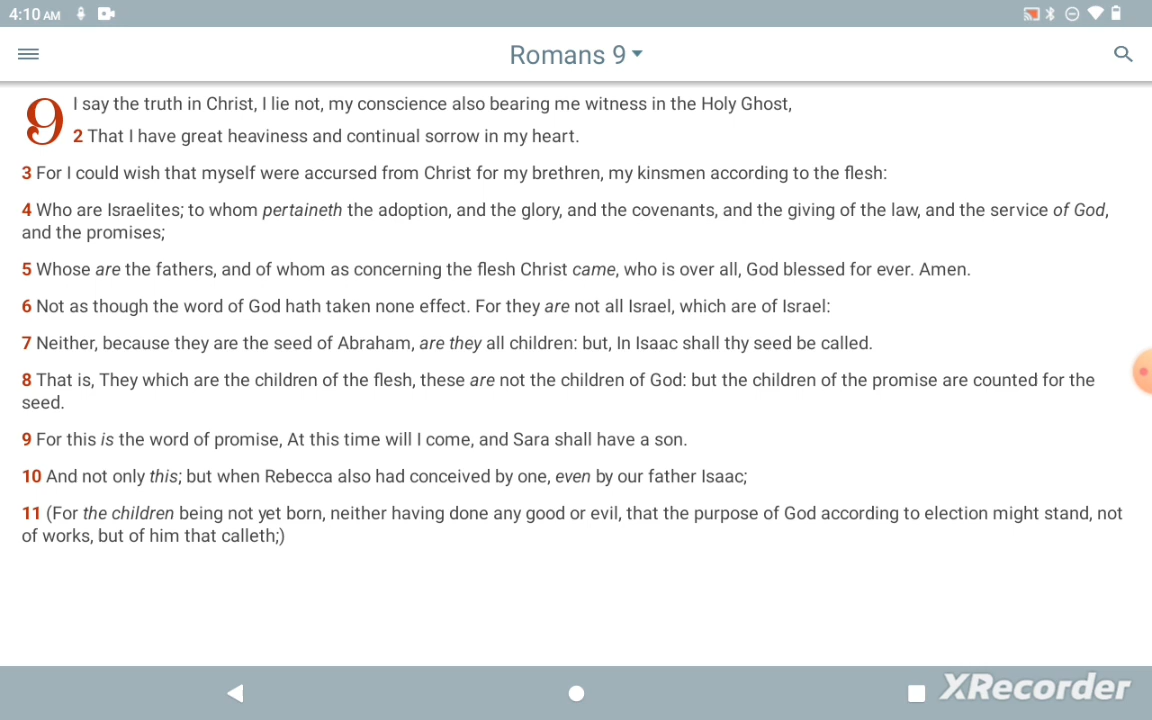 4:10 AM
Romans 9
9 I say the truth in Christ, I lie not, my conscience also bearing me witness in the Holy Ghost,
2 That I have great heaviness and continual sorrow in my heart.
3 For I could wish that myself were accursed from Christ for my brethren, my kinsmen according to the flesh:
4 Who are Israelites; to whom pertaineth the adoption, and the glory, and the covenants, and the giving of the law, and the service of God,
and the promises;
5 Whose are the fathers, and of whom as concerning the flesh Christ came, who is over all, God blessed for ever. Amen.
6 Not as though the word of God hath taken none effect. For they are not all Israel, which are of Israel:
7 Neither, because they are the seed of Abraham, are they all children: but, In Isaac shall thy seed be called.
8 That is, They which are the children of the flesh, these are not the children of God: but the children of the promise are counted for the
seed.
9 For this is the word of promise, At this time will I come, and Sara shall have a son.
10 And not only this; but when Rebecca also had conceived by one, even by our father Isaac;
11 (For the children being not yet born, neither having done any good or evil, that the purpose of God according to election might stand, not
of works, but of him that calleth;)
XRecorder